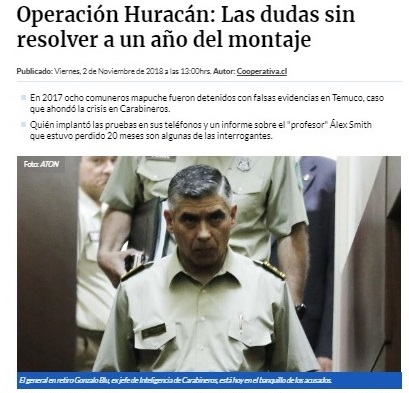 Operación Huracán: Las dudas sin
resolver a un año del montaje
Publicado: Viernes, 2 de Noviembre de 2018 a las 13:00hrs. Autor: Cooperativa.cl
En 2017 ocho comuneros mapuche fueron detenidos con falsas evidencias en Temuco, caso
que ahondó la crisis en Carabineros.
Quién implantó las pruebas en sus teléfonos y un informe sobre el "profesor" Álex Smith
que estuvo perdido 20 meses son algunas de las interrogantes.
Foto: ATON
El general en retiro Gonzalo Blu, ex jefe de Inteligencia de Carabineros, está hoy en el banquillo de los acusados.